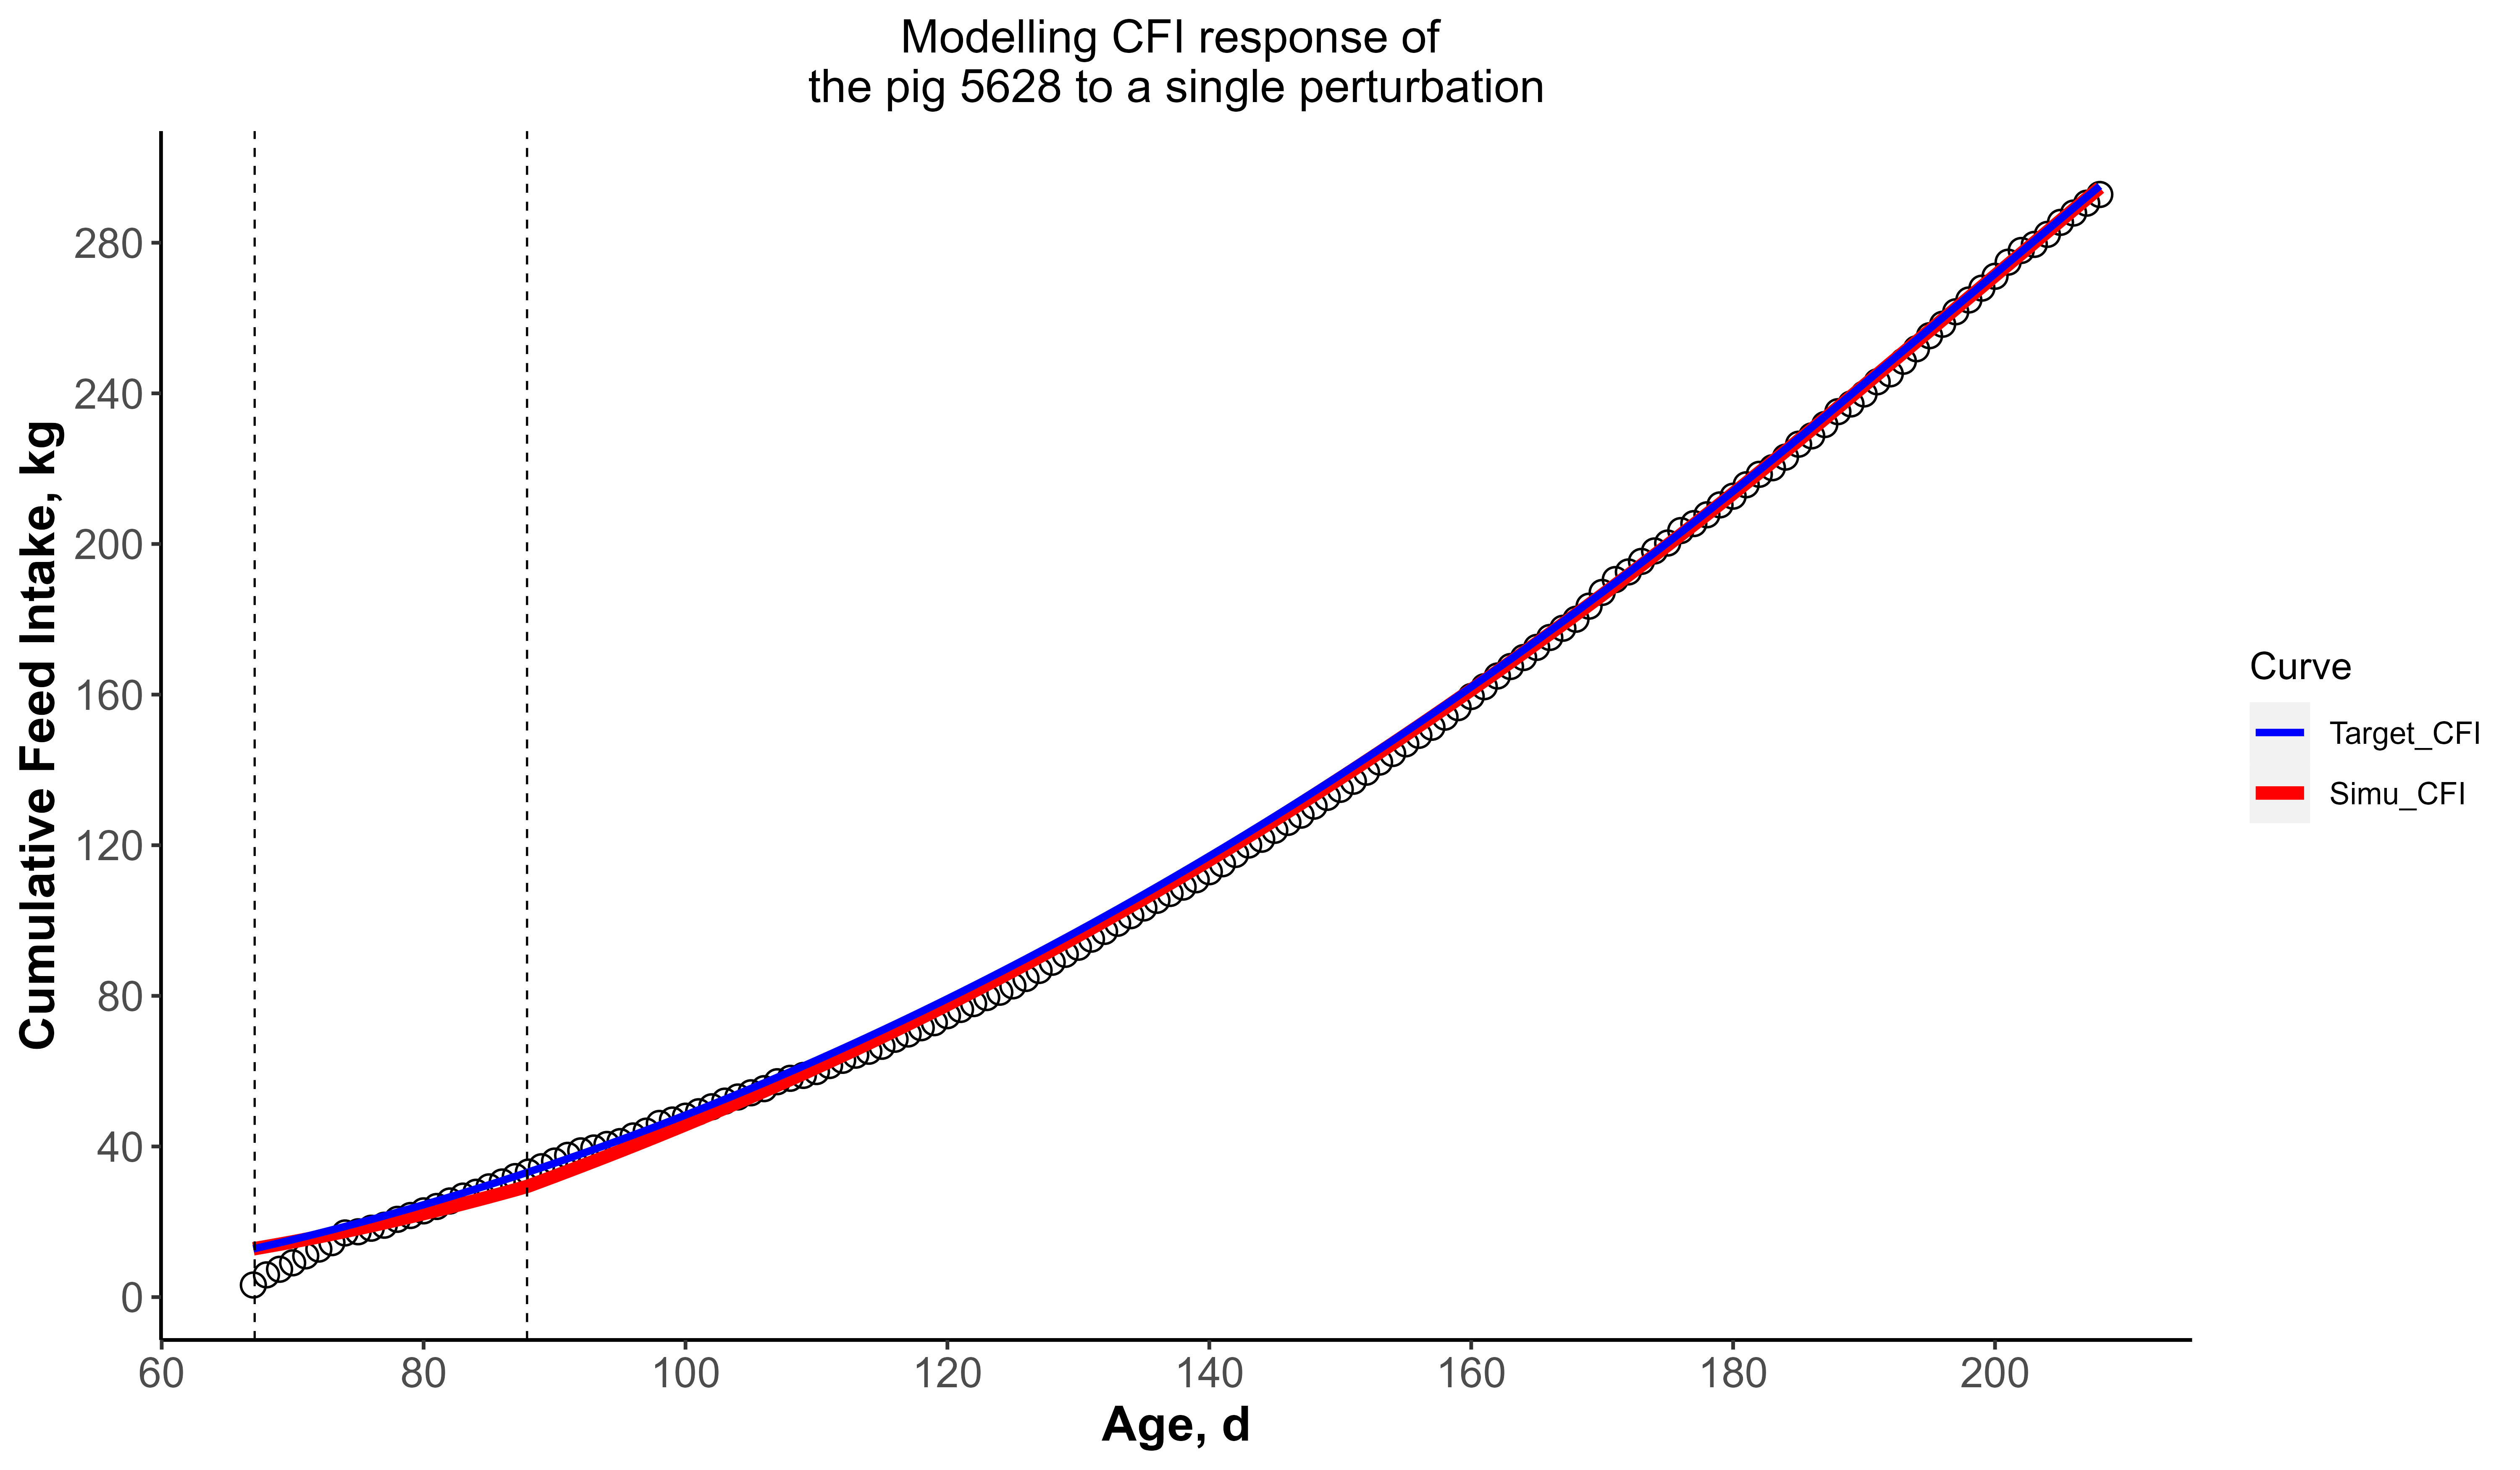 Modelling CFI response of
the pig 5628 to a single perturbation
Cumulative Feed Intake, kg
280
240
200
160
120
80
40
0
60 80 100 120 140 160 180 200
Age, d
Curve
Target_CFI
Simu_CFI